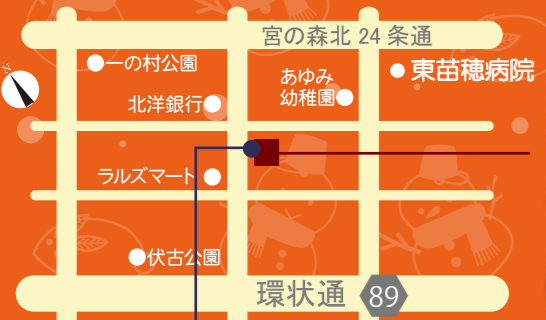 宮の森北 24 条通
一の村公園
東苗穂病院
N
あゆみ
幼稚園
北洋銀行
ラルズマート
伏古公園
環状通
89